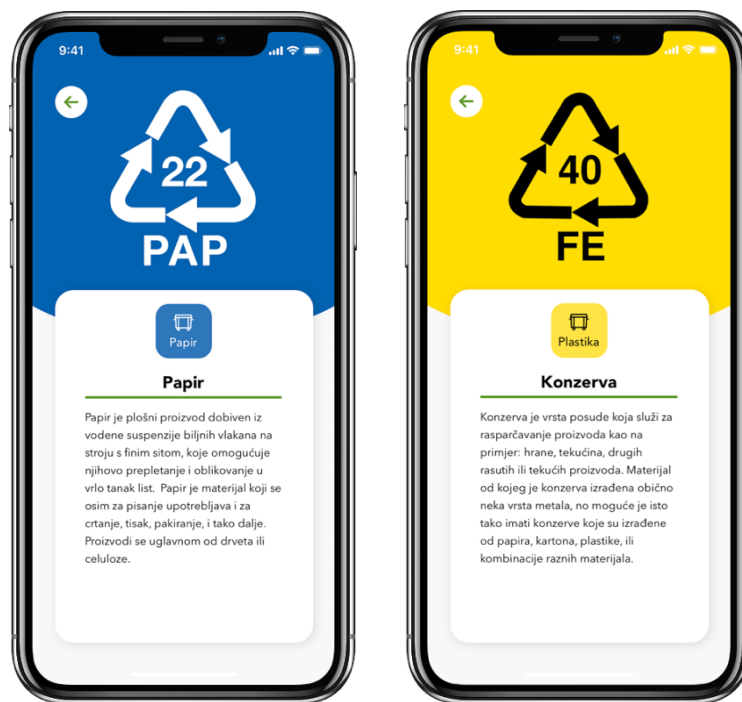 9:41
22
PAP
Papir
Papir
Papir je plošni proizvod dobiven iz
vodene suspenzije biljnih vlakana na
stroju s finim sitom, koje omogućuje
njihovo prepletanje i oblikovanje u
vrlo tanak list. Papir je materijal koji se
osim za pisanje upotrebljava i za
crtanje, tisak, pakiranje, i tako dalje.
Proizvodi se uglavnom od drveta ili
celuloze.
9:41
40
FE
Plastika
Konzerva
Konzerva je vrsta posude koja služi za
rasparčavanje proizvoda kao na
primjer: hrane, tekućina, drugih
rasutih ili tekućih proizvoda. Materijal
od kojeg je konzerva izrađena obično
neka vrsta metala, no moguće je isto
tako imati konzerve koje su izrađene
od papira, kartona, plastike, ili
kombinacije raznih materijala.